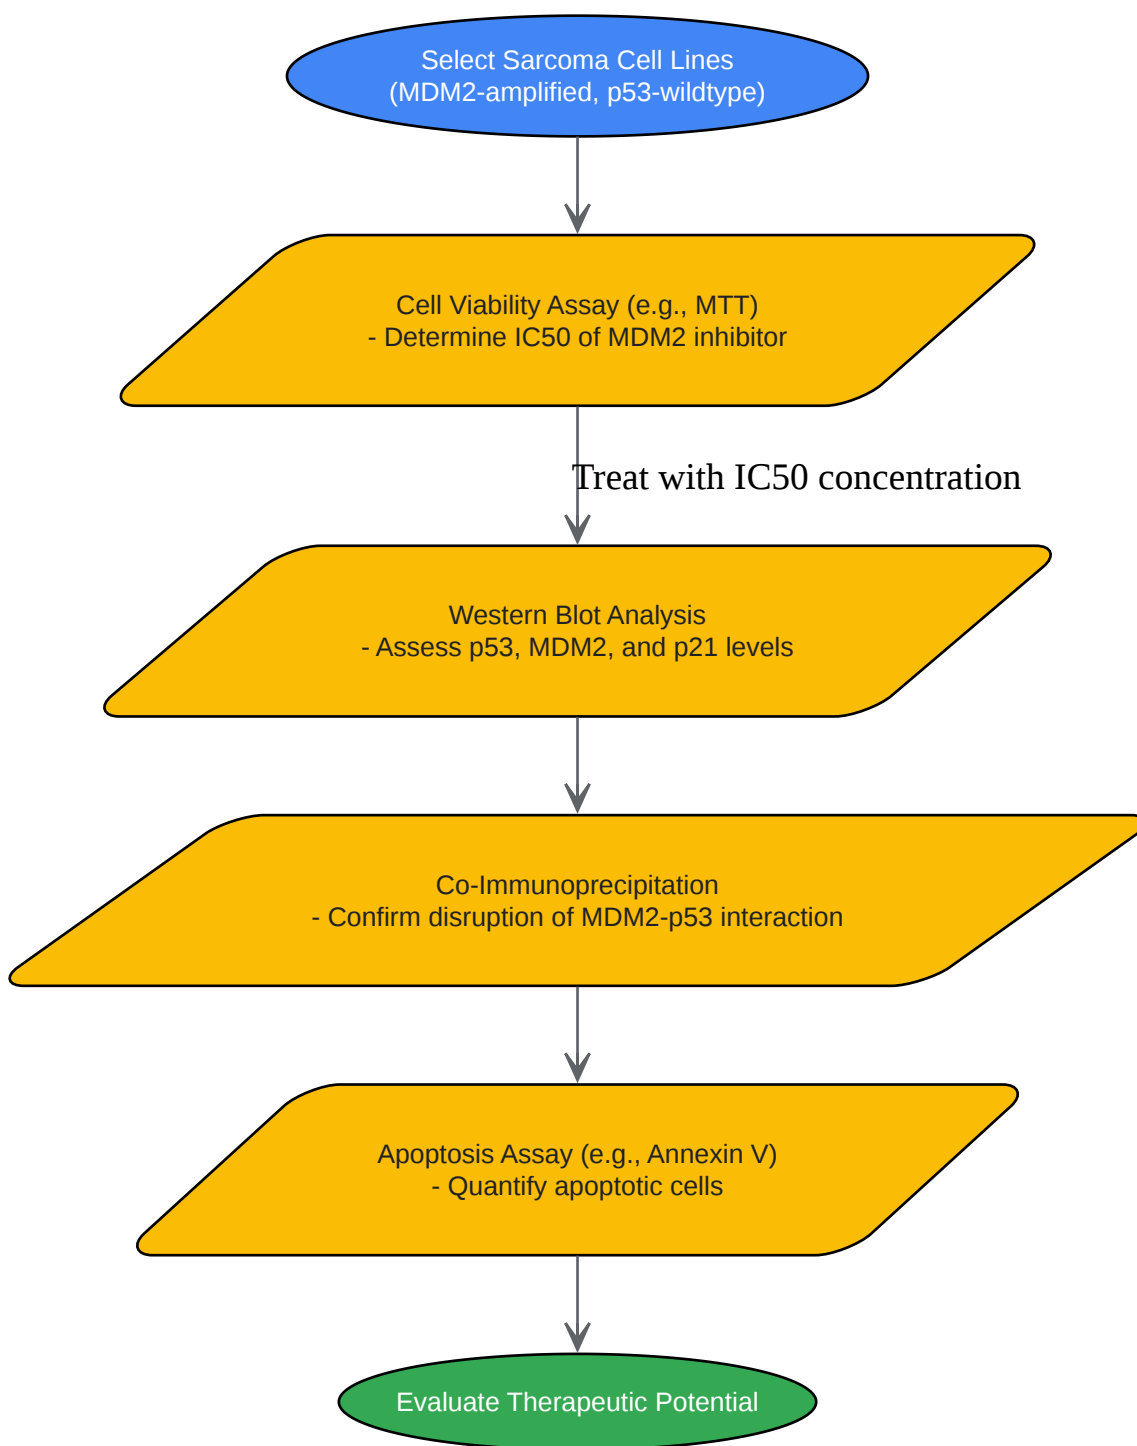 Select Sarcoma Cell Lines
(MDM2-amplified, p53-wildtype)
Cell Viability Assay (e.g., MTT)
- Determine IC50 of MDM2 inhibitor
Treat with IC50 concentration
Western Blot Analysis
- Assess p53, MDM2, and p21 levels
Co-Immunoprecipitation
- Confirm disruption of MDM2-p53 interaction
Apoptosis Assay (e.g., Annexin V)
- Quantify apoptotic cells
Evaluate Therapeutic Potential